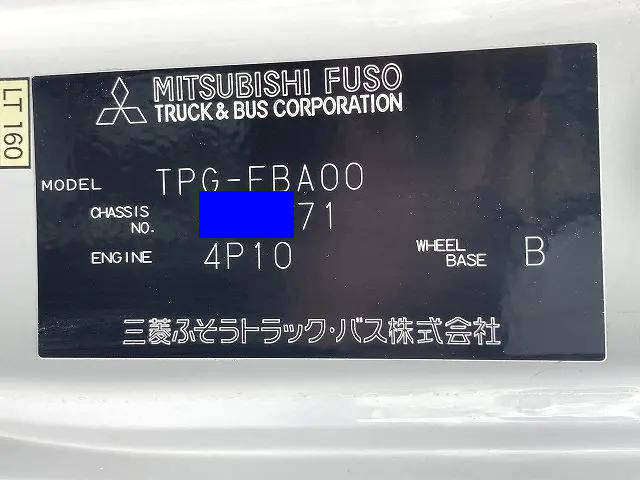 MITSUBISHI FUSO
TRUCK & BUS CORPORATION
LT 160
MODEL TPG-FBA00
CHASSIS NO. 71
ENGINE 4P10 WHEEL BASE B
三菱ふそうトラック・バス株式会社